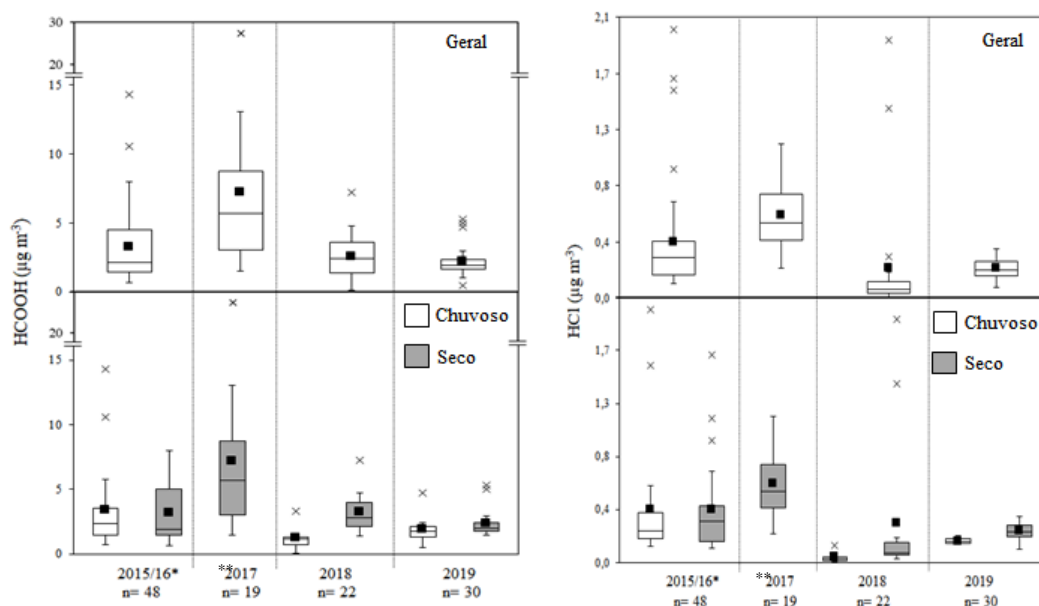 30
20
15
10
5
0
Geral
HCOOH (µg m⁻³)
20
15
10
5
0
Chuvoso
Seco
2015/16* **2017 2018 2019
n= 48 n= 19 n= 22 n= 30
2,1
1,7
1,3
0,8
0,4
0,0
Geral
HCl (µg m⁻³)
1,7
1,3
0,8
0,4
0,0
Chuvoso
Seco
2015/16* **2017 2018 2019
n= 48 n= 19 n= 22 n= 30